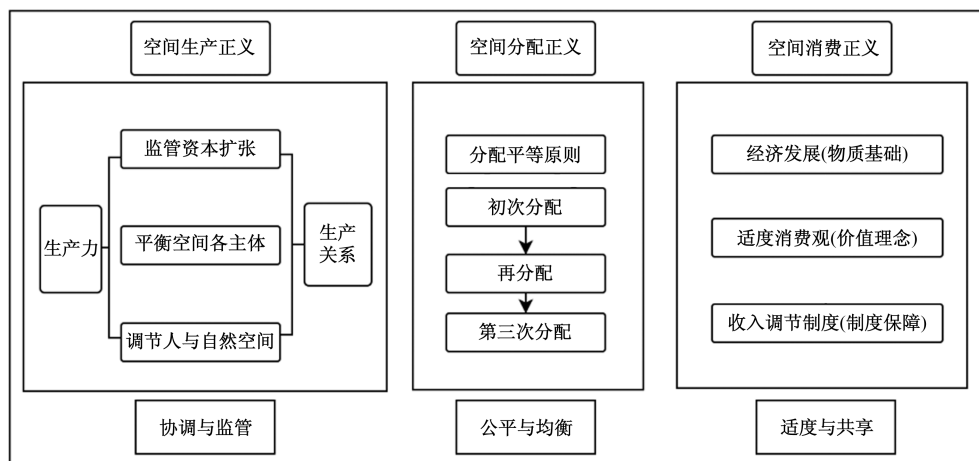 空间生产正义
空间分配正义
空间消费正义
监管资本扩张
生产力
平衡空间各主体
生产
关系
调节人与自然空间
分配平等原则
初次分配
再分配
第三次分配
经济发展(物质基础)
适度消费观(价值理念)
收入调节制度(制度保障)
协调与监管
公平与均衡
适度与共享